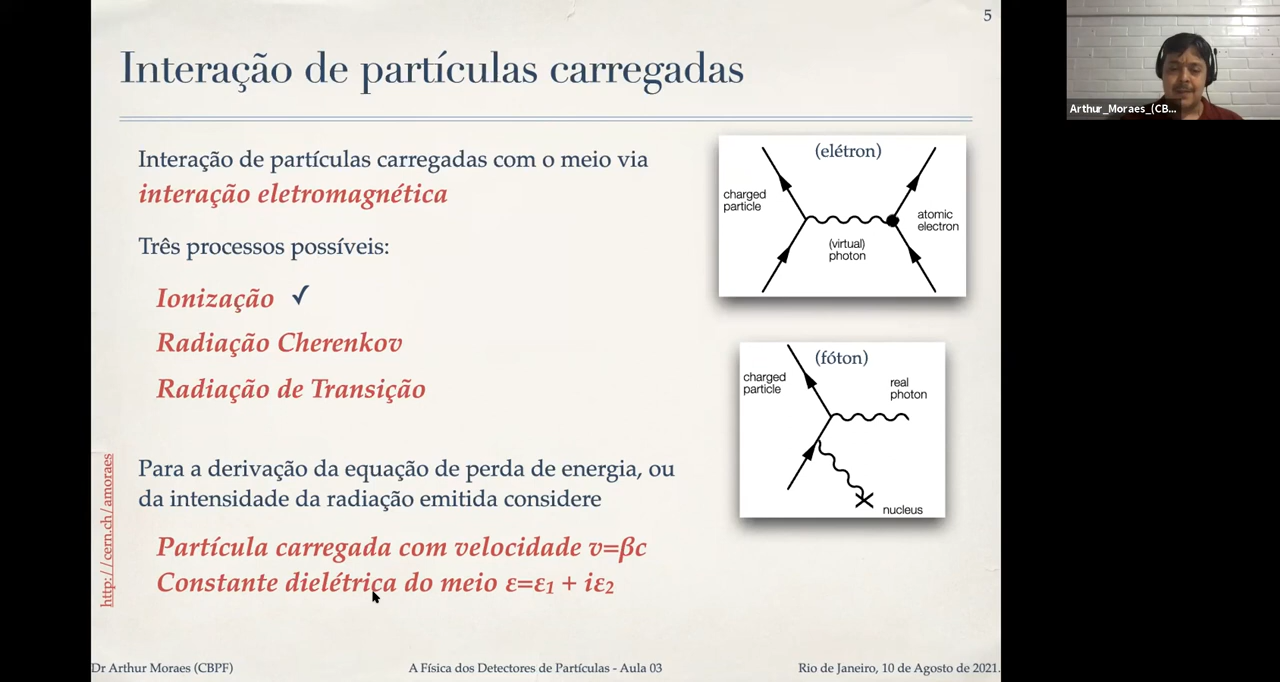 5
Interação de partículas carregadas
Interação de partículas carregadas com o meio via
interação eletromagnética
Três processos possíveis:
Ionização ✓
Radiação Cherenkov
Radiação de Transição
Para a derivação da equação de perda de energia, ou
da intensidade da radiação emitida considere
Partícula carregada com velocidade v=βc
Constante dielétrica do meio ε=ε₁ + iε₂
(elétron)
charged
particle
(virtual)
photon
atomic
electron
(fóton)
charged
particle
real
photon
nucleus
http://cern.ch/amoraes
Dr Arthur Moraes (CBPF)
A Física dos Detectores de Partículas - Aula 03
Rio de Janeiro, 10 de Agosto de 2021.
Arthur_Moraes_(CB...